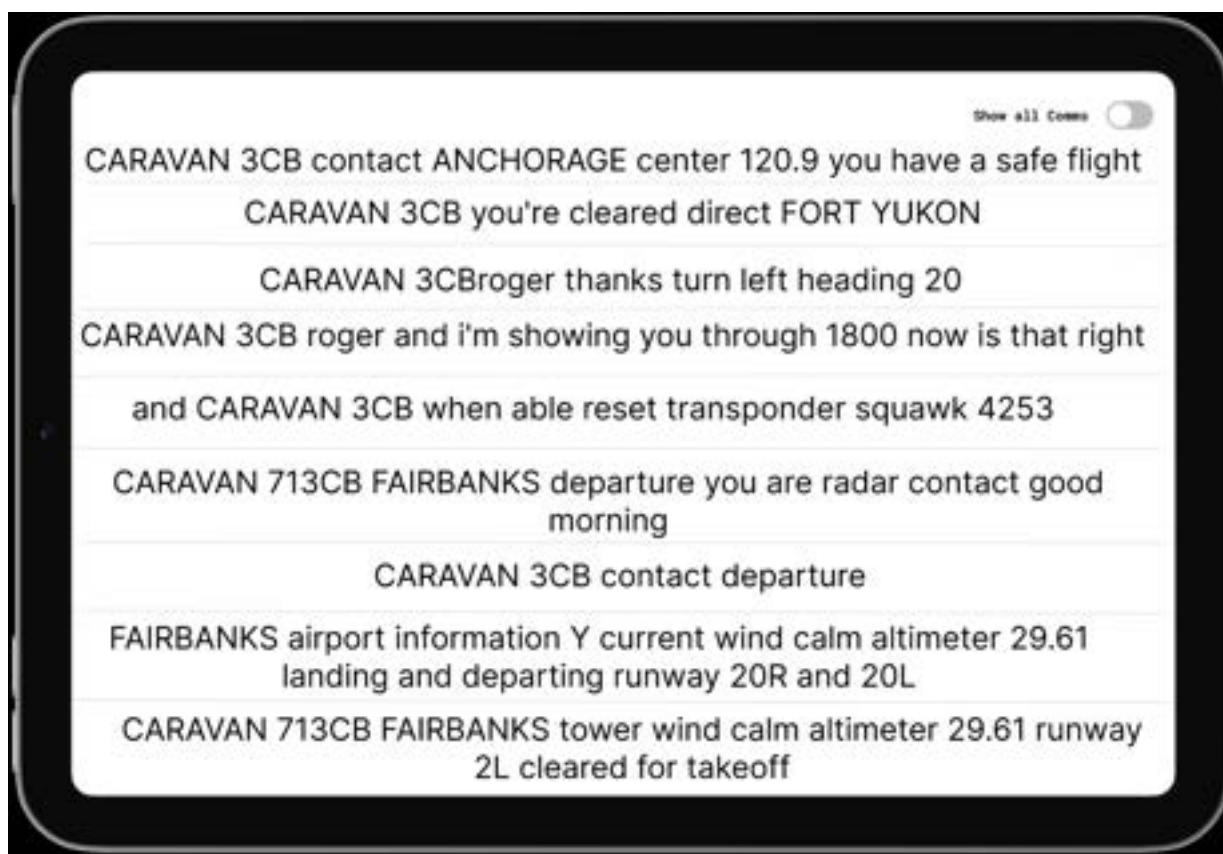 Show all Comms
CARAVAN 3CB contact ANCHORAGE center 120.9 you have a safe flight
CARAVAN 3CB you're cleared direct FORT YUKON
CARAVAN 3CBroger thanks turn left heading 20
CARAVAN 3CB roger and i'm showing you through 1800 now is that right
and CARAVAN 3CB when able reset transponder squawk 4253
CARAVAN 713CB FAIRBANKS departure you are radar contact good
morning
CARAVAN 3CB contact departure
FAIRBANKS airport information Y current wind calm altimeter 29.61
landing and departing runway 20R and 20L
CARAVAN 713CB FAIRBANKS tower wind calm altimeter 29.61 runway
2L cleared for takeoff